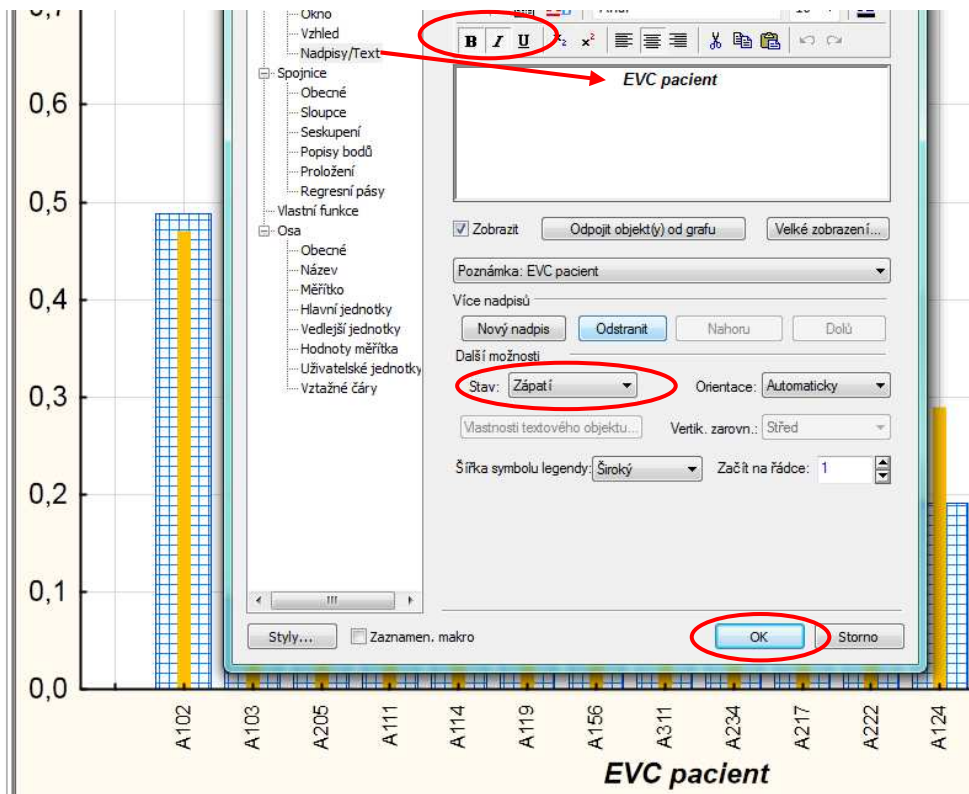 0,6
0,5
0,4
0,3
0,2
0,1
0,0
Okno
Vzhled
Nadpisy/Text
Spojnice
Obecné
Sloupce
Seskupení
Popisy bodů
Proložení
Regresní pásy
Vlastní funkce
Osa
Obecné
Název
Měřítko
Hlavní jednotky
Vedlejší jednotky
Hodnoty měřítka
Uživatelské jednotky
Vztažné čáry
B I U x₂ x²
EVC pacient
Zobrazit Odpojit objekt(y) od grafu Velké zobrazení...
Poznámka: EVC pacient
Více nadpisů
Nový nadpis Odstranit Nahoru Dolů
Další možnosti
Stav: Zápatí Orientace: Automaticky
Vlastnosti textového objektu... Vertik. zarovn.: Střed
Šířka symbolu legendy: Široký Začít na řádce: 1
Styly... Zaznamen. makro OK Storno
A102 A103 A205 A111 A114 A119 A156 A311 A234 A217 A222 A124
EVC pacient